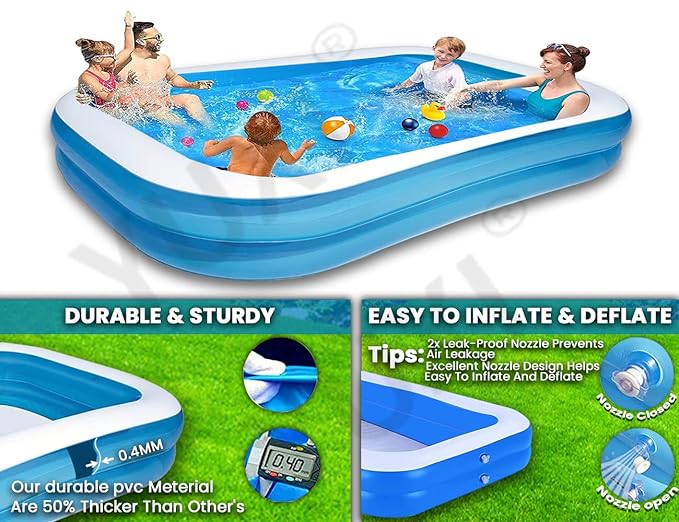 DURABLE & STURDY
0.4MM
0.40
Our durable pvc Meterial
Are 50% Thicker Than Other's
EASY TO INFLATE & DEFLATE
Tips: 2x Leak-Proof Nozzle Prevents
Air Leakage
Excellent Nozzle Design Helps
Easy To Inflate And Deflate
Nozzle Closed
Nozzle open